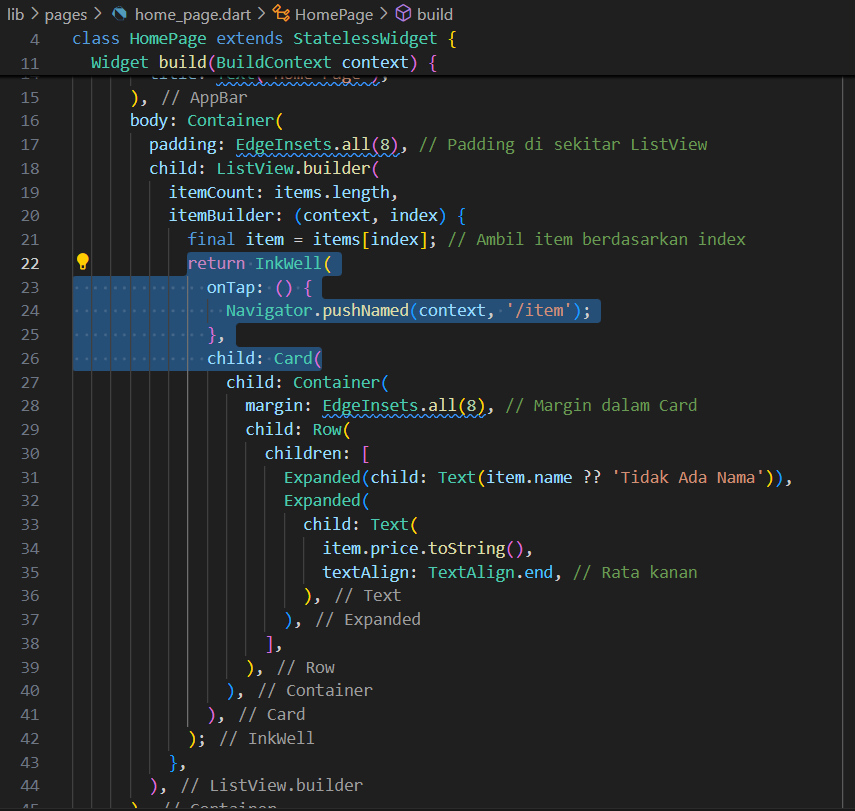 lib > pages > home_page.dart > HomePage > build
4 class HomePage extends StatelessWidget {
11 Widget build(BuildContext context) {
15 ), // AppBar
16 body: Container(
17 padding: EdgeInsets.all(8), // Padding di sekitar ListView
18 child: ListView.builder(
19 itemCount: items.length,
20 itemBuilder: (context, index) {
21 final item = items[index]; // Ambil item berdasarkan index
22 return InkWell(
23 onTap: () {
24 Navigator.pushNamed(context, '/item');
25 },
26 child: Card(
27 child: Container(
28 margin: EdgeInsets.all(8), // Margin dalam Card
29 child: Row(
30 children: [
31 Expanded(child: Text(item.name ?? 'Tidak Ada Nama')),
32 Expanded(
33 child: Text(
34 item.price.toString(),
35 textAlign: TextAlign.end, // Rata kanan
36 ), // Text
37 ), // Expanded
38 ],
39 ), // Row
40 ), // Container
41 ), // Card
42 ); // InkWell
43 },
44 ), // ListView.builder